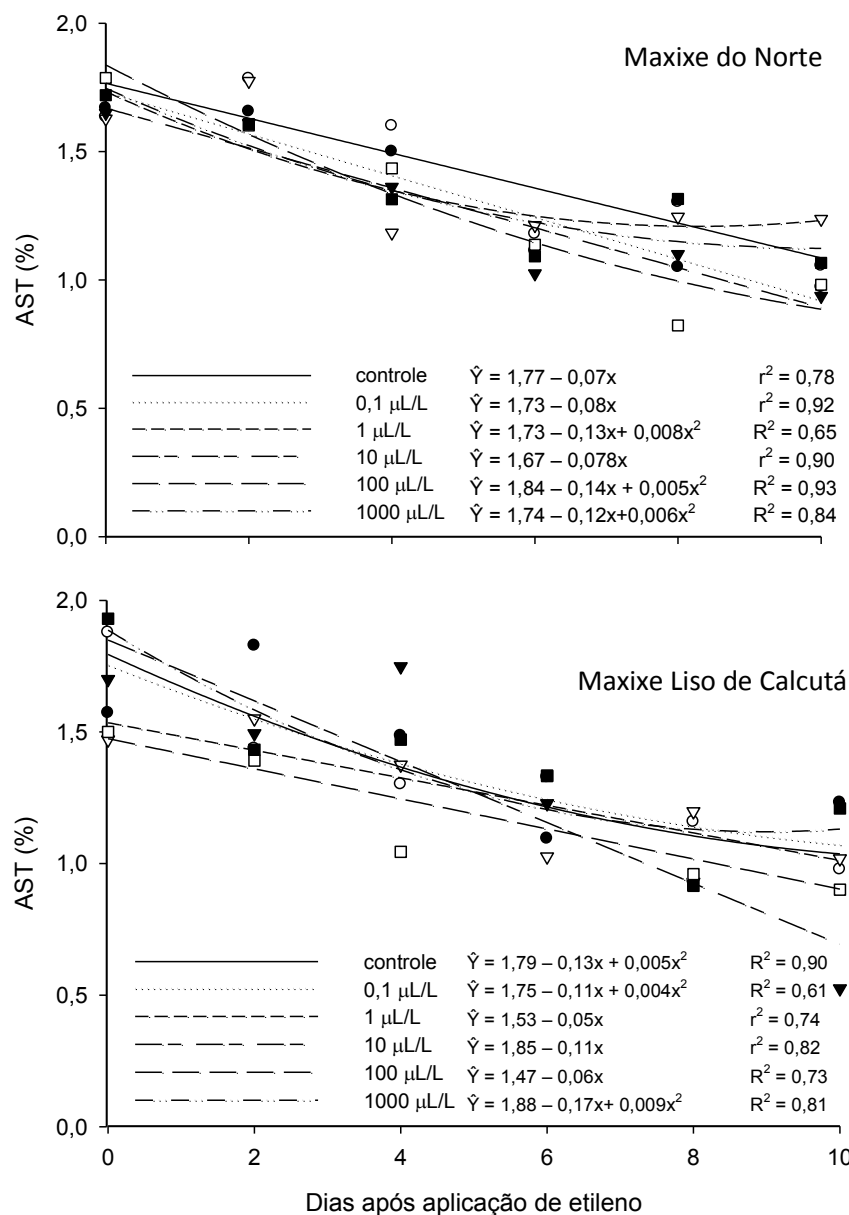 2,0
Maxixe do Norte
1,5
1,0
AST (%)
controle Ŷ = 1,77 – 0,07x r² = 0,78
0,5
0,1 µL/L Ŷ = 1,73 – 0,08x r² = 0,92
1 µL/L Ŷ = 1,73 – 0,13x+ 0,008x² R² = 0,65
10 µL/L Ŷ = 1,67 – 0,078x r² = 0,90
100 µL/L Ŷ = 1,84 – 0,14x + 0,005x² R² = 0,93
1000 µL/L Ŷ = 1,74 – 0,12x+0,006x² R² = 0,84
0,0
2,0
Maxixe Liso de Calcutá
1,5
1,0
AST (%)
controle Ŷ = 1,79 – 0,13x + 0,005x² R² = 0,90
0,5
0,1 µL/L Ŷ = 1,75 – 0,11x + 0,004x² R² = 0,61
1 µL/L Ŷ = 1,53 – 0,05x r² = 0,74
10 µL/L Ŷ = 1,85 – 0,11x r² = 0,82
100 µL/L Ŷ = 1,47 – 0,06x R² = 0,73
1000 µL/L Ŷ = 1,88 – 0,17x+ 0,009x² R² = 0,81
0,0
0 2 4 6 8 10
Dias após aplicação de etileno